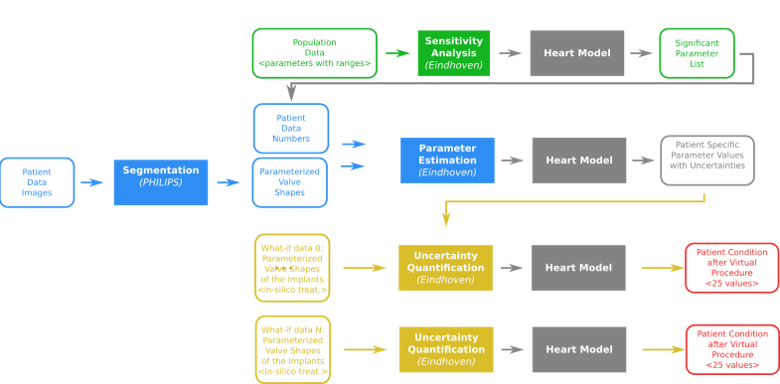 Population
Data
<parameters with ranges>
Sensitivity
Analysis
(Eindhoven)
Heart Model
Significant
Parameter
List
Patient
Data
Numbers
Patient
Data
Images
Segmentation
(PHILIPS)
Parameterized
Valve
Shapes
Parameter
Estimation
(Eindhoven)
Heart Model
Patient Specific
Parameter Values
with Uncertainties
What-if data 0:
Parameterized
Valve Shapes
of the Implants
<in-silico treat.>
Uncertainty
Quantification
(Eindhoven)
Heart Model
Patient Condition
after Virtual
Procedure
<25 values>
What-if data N:
Parameterized
Valve Shapes
of the Implants
<in-silico treat.>
Uncertainty
Quantification
(Eindhoven)
Heart Model
Patient Condition
after Virtual
Procedure
<25 values>